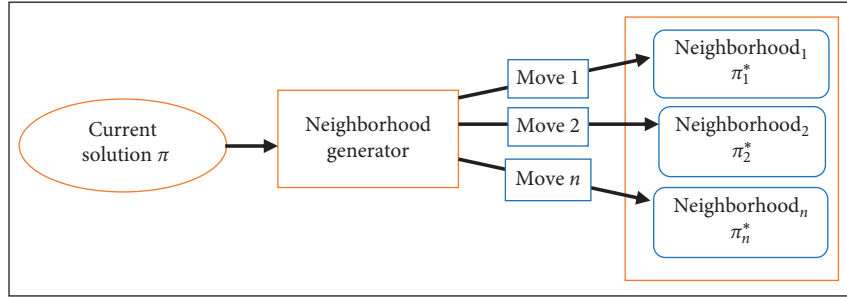 Current
solution π
Neighborhood
generator
Move 1
Move 2
Move n
Neighborhood₁
π₁*
Neighborhood₂
π₂*
Neighborhoodₙ
πₙ*